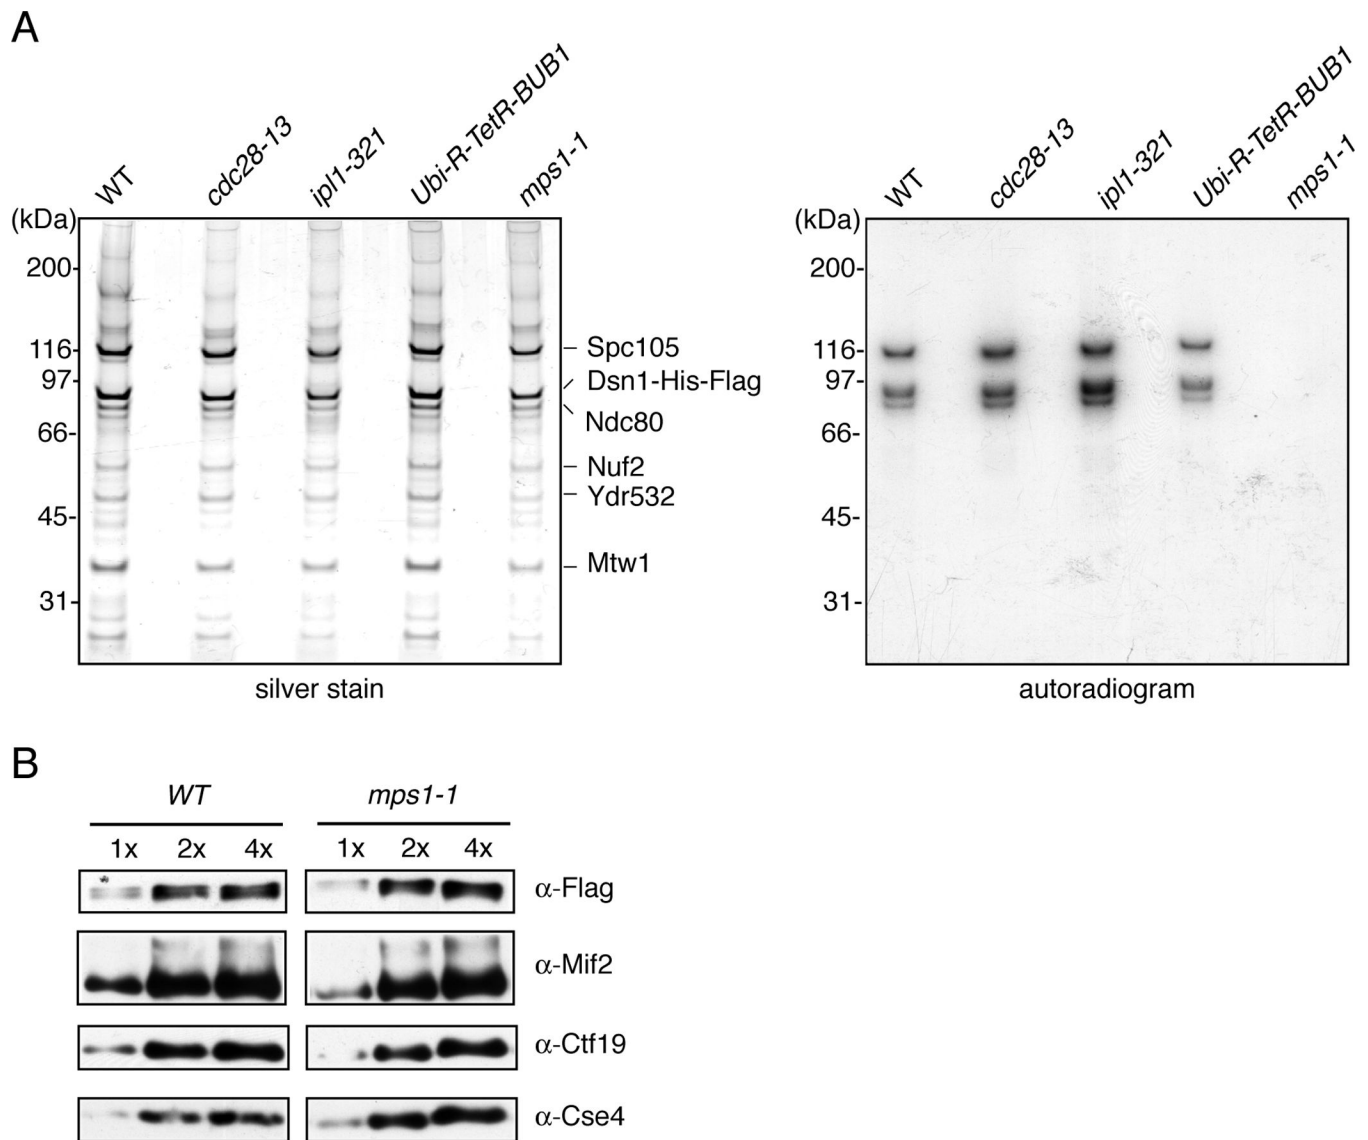 A
WT
cdc28-13
ipl1-321
Ubi-R-TetR-BUB1
mps1-1
(kDa)
200-
116-
97-
66-
45-
31-
Spc105
Dsn1-His-Flag
Ndc80
Nuf2
Ydr532
Mtw1
silver stain
WT
cdc28-13
ipl1-321
Ubi-R-TetR-BUB1
mps1-1
(kDa)
200-
116-
97-
66-
45-
31-
autoradiogram
B
WT
mps1-1
1x 2x 4x
1x 2x 4x
*
α-Flag
α-Mif2
α-Ctf19
α-Cse4